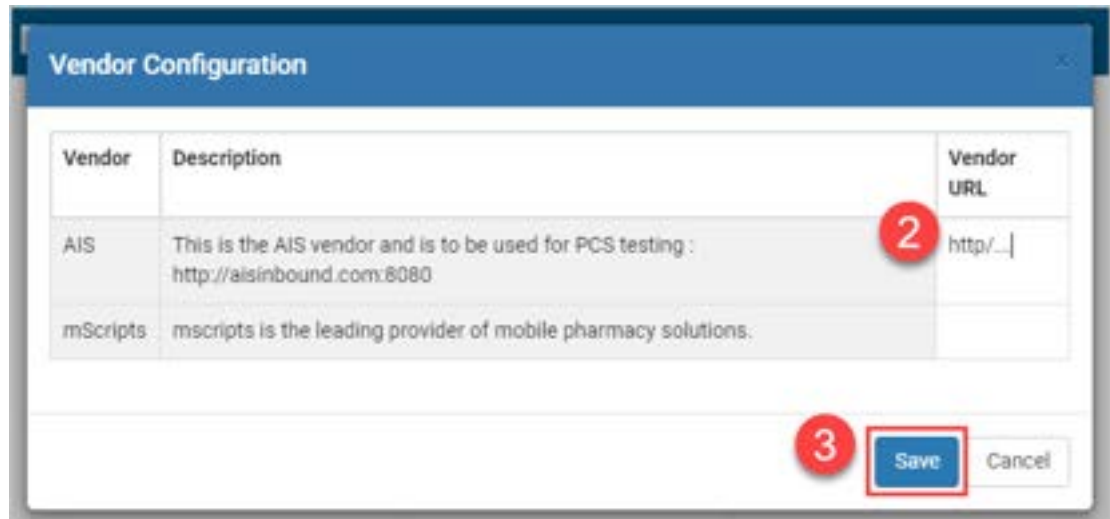 Vendor Configuration
×
Vendor Description Vendor
URL
AIS This is the AIS vendor and is to be used for PCS testing : 2 http/...
http://aisinbound.com:8080
mScripts mscripts is the leading provider of mobile pharmacy solutions.
3 Save Cancel